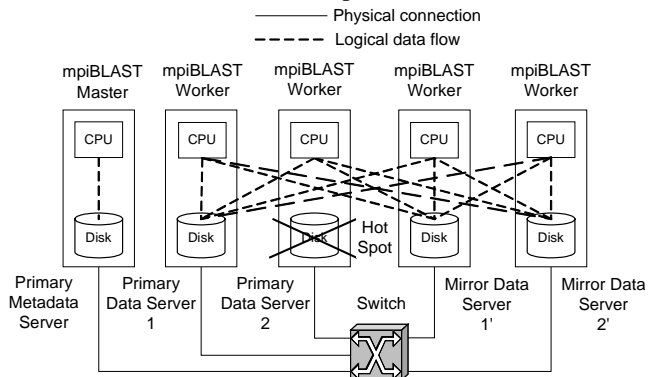 Physical connection
Logical data flow
mpiBLAST
Master
mpiBLAST
Worker
mpiBLAST
Worker
mpiBLAST
Worker
mpiBLAST
Worker
CPU
CPU
CPU
CPU
CPU
Disk
Disk
Disk
Hot
Spot
Disk
Disk
Primary
Metadata
Server
Primary
Data Server
1
Primary
Data Server
2
Switch
Mirror Data
Server
1'
Mirror Data
Server
2'